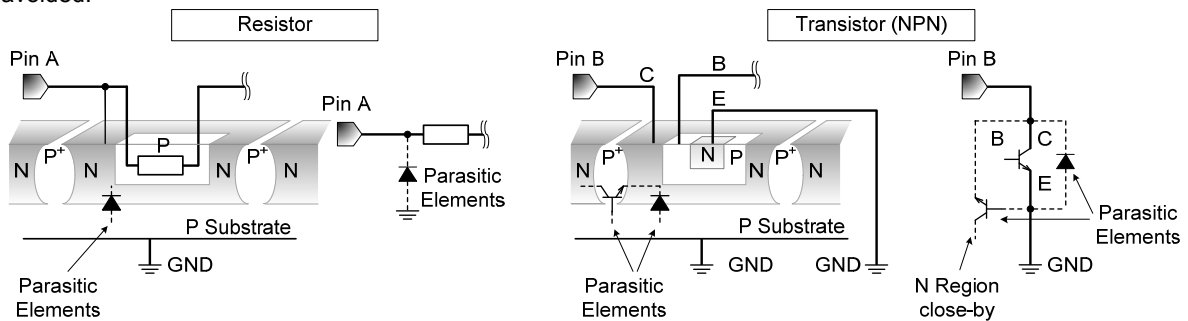 avoided.
Resistor
Transistor (NPN)
Pin A
Pin A
N
P+
N
P
N
P+
N
Parasitic
Elements
P Substrate
GND
Parasitic
Elements
Pin B
C
B
E
N
P+
N
N
P
N
P+
N
P Substrate
GND
GND
Parasitic
Elements
Pin B
B
C
E
Parasitic
Elements
GND
N Region
close-by